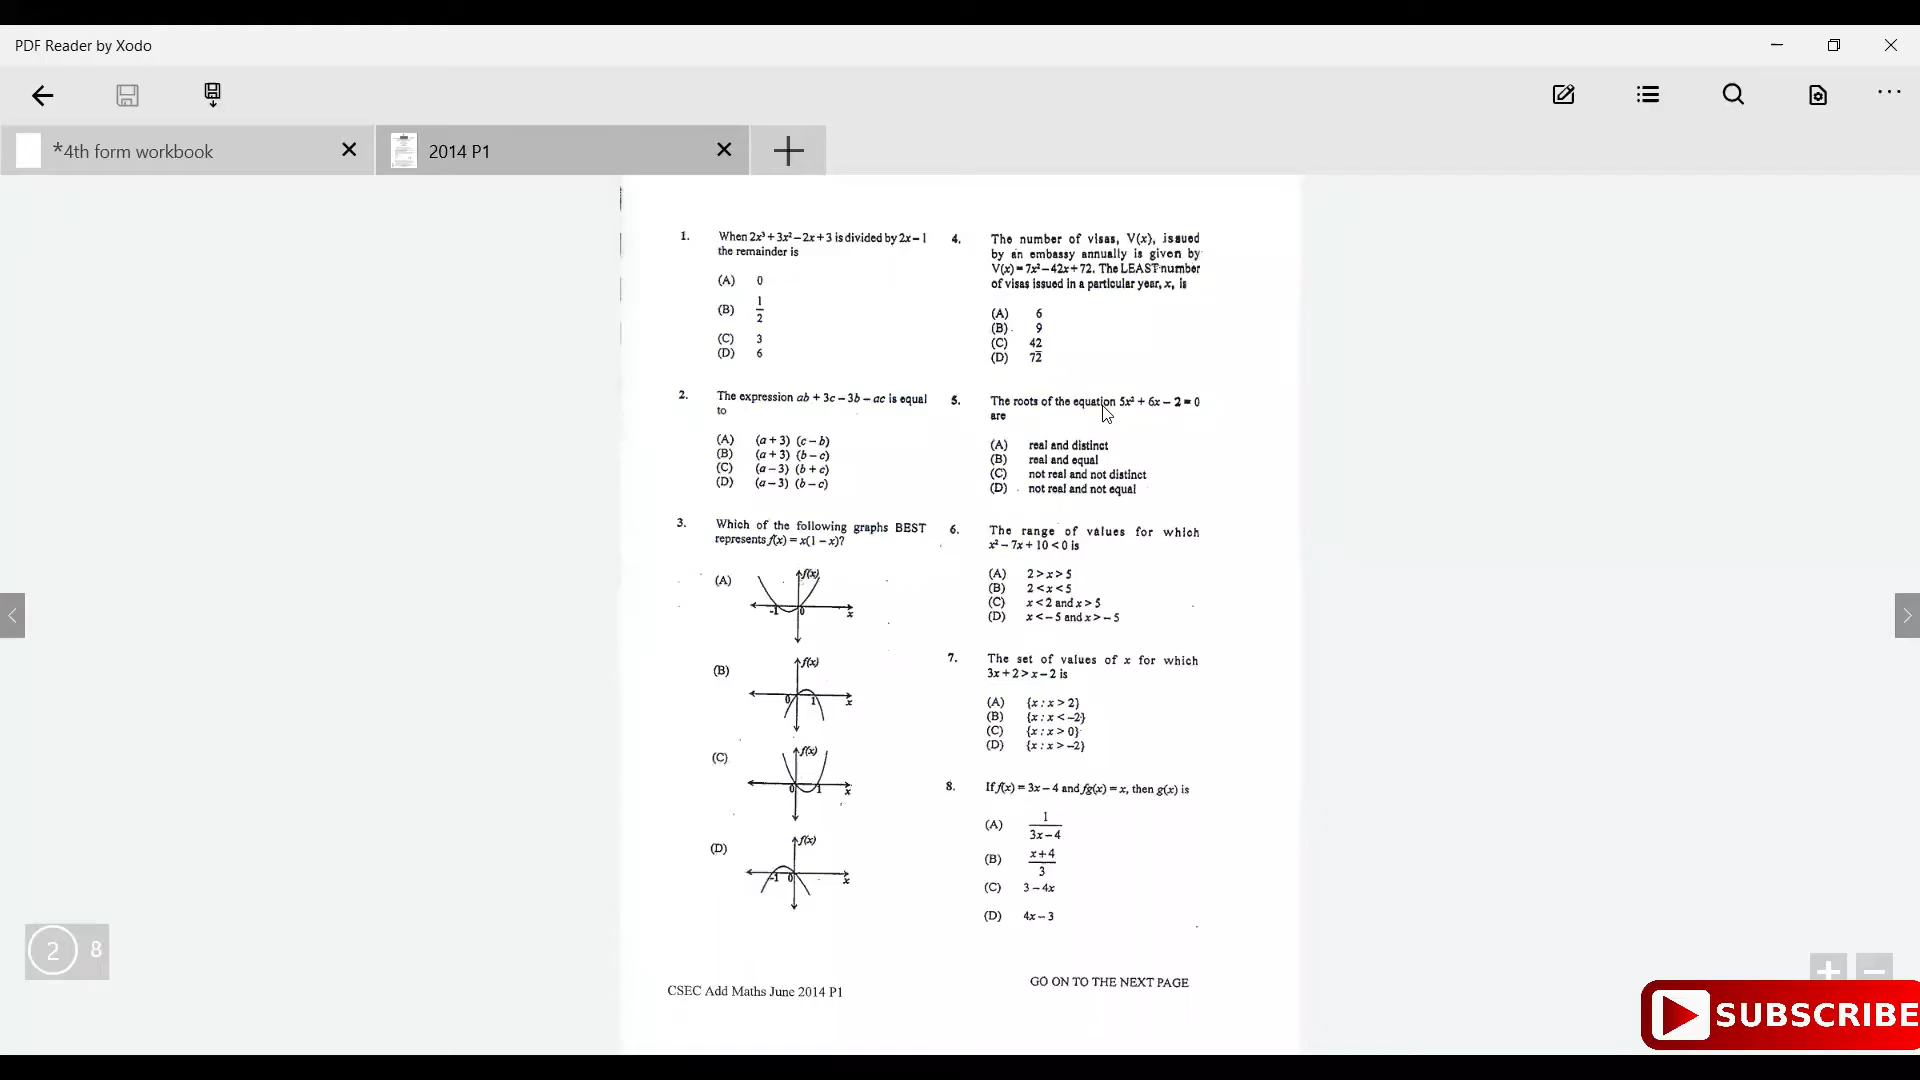 PDF Reader by Xodo
*4th form workbook
2014 P1
1. When 2x³ + 3x² – 2x + 3 is divided by 2x – 1
the remainder is
(A) 0
(B) 1/2
(C) 3
(D) 6
2. The expression ab + 3c – 3b – ac is equal
to
(A) (a + 3) (c – b)
(B) (a + 3) (b – c)
(C) (a – 3) (b + c)
(D) (a – 3) (b – c)
3. Which of the following graphs BEST
represents f(x) = x(1 – x)?
(A)
f(x)
-1 0 x
(B)
f(x)
0 1 x
(C)
f(x)
0 1 x
(D)
f(x)
-1 0 x
CSEC Add Maths June 2014 P1
4. The number of visas, V(x), issued
by an embassy annually is given by
V(x) = 7x² – 42x + 72. The LEAST number
of visas issued in a particular year, x, is
(A) 6
(B) 9
(C) 42
(D) 72
5. The roots of the equation 5x² + 6x – 2 = 0
are
(A) real and distinct
(B) real and equal
(C) not real and not distinct
(D) not real and not equal
6. The range of values for which
x² – 7x + 10 < 0 is
(A) 2 > x > 5
(B) 2 < x < 5
(C) x < 2 and x > 5
(D) x < – 5 and x > – 5
7. The set of values of x for which
3x + 2 > x – 2 is
(A) {x : x > 2}
(B) {x : x < –2}
(C) {x : x > 0}
(D) {x : x > –2}
8. If f(x) = 3x – 4 and fg(x) = x, then g(x) is
(A) 1/(3x – 4)
(B) (x + 4)/3
(C) 3 – 4x
(D) 4x – 3
GO ON TO THE NEXT PAGE
2 8
SUBSCRIBE